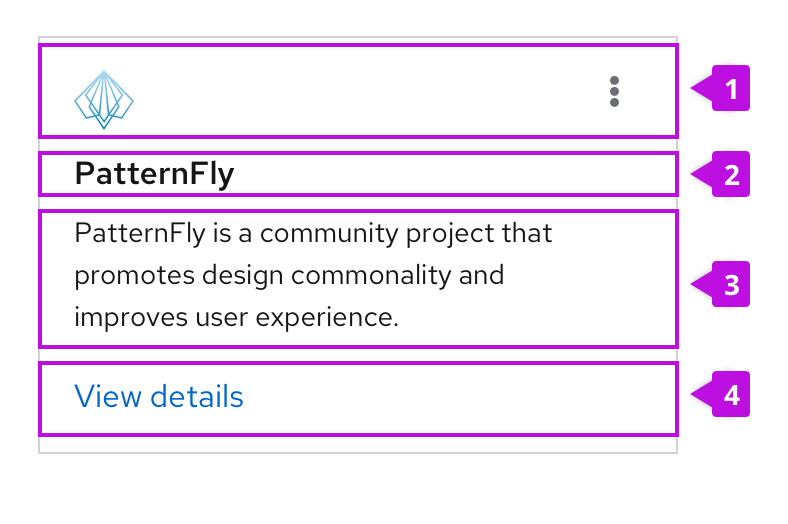 1
PatternFly
2
PatternFly is a community project that
promotes design commonality and
improves user experience.
3
View details
4